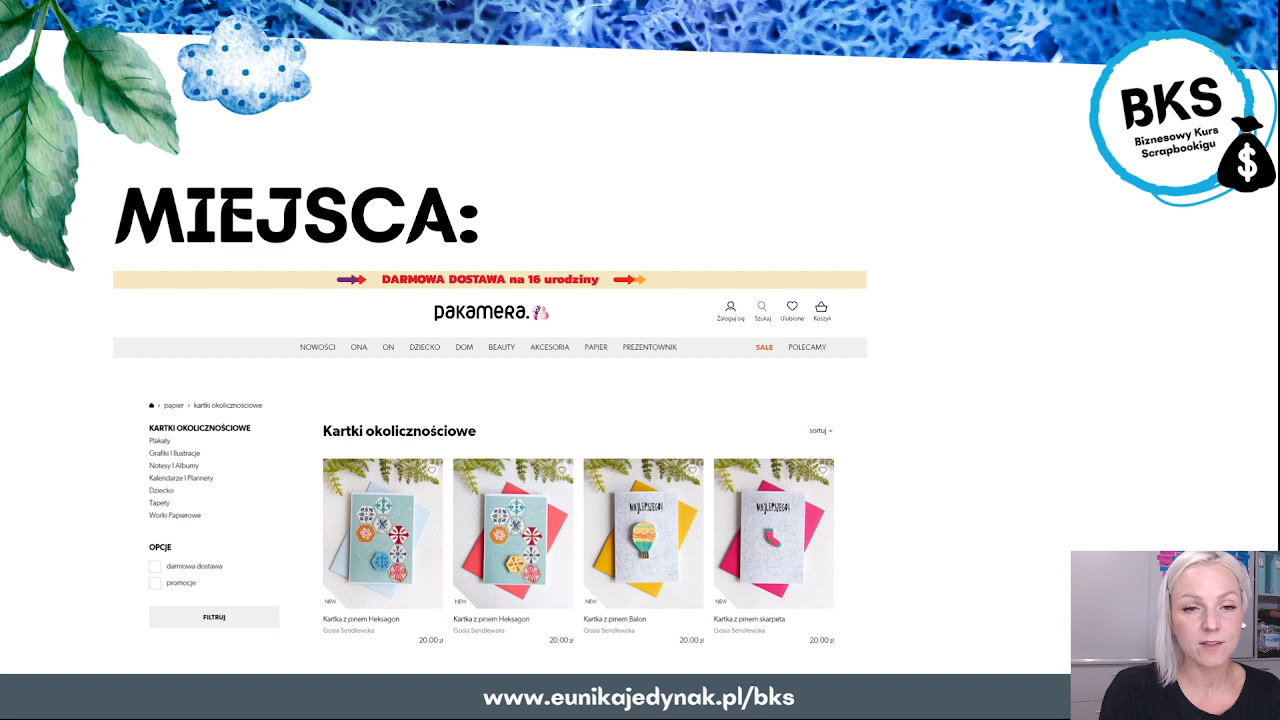 BKS
Biznesowy Kurs
Scrapbookigu
$
MIEJSCA:
DARMOWA DOSTAWA na 16 urodziny
pakamera.
Zaloguj się Szukaj Ulubione Koszyk
NOWOŚCI ONA ON DZIECKO DOM BEAUTY AKCESORIA PAPIER PREZENTOWNIK SALE POLECAMY
papier › kartki okolicznościowe
KARTKI OKOLICZNOŚCIOWE
Plakaty
Grafiki I Ilustracje
Notesy I Albumy
Kalendarze I Plannery
Dziecko
Tapety
Worki Papierowe
OPCJE
darmowa dostawa
promocje
FILTRUJ
Kartki okolicznościowe
sortuj
NAJLEPSZEGO!
NAJLEPSZEGO!
NEW NEW NEW NEW
Kartka z pinem Heksagon Kartka z pinem Heksagon Kartka z pinem Balon Kartka z pinem skarpeta
Gosia Sendlewska Gosia Sendlewska Gosia Sendlewska Gosia Sendlewska
20,00 zł 20,00 zł 20,00 zł 20,00 zł
www.eunikajedynak.pl/bks